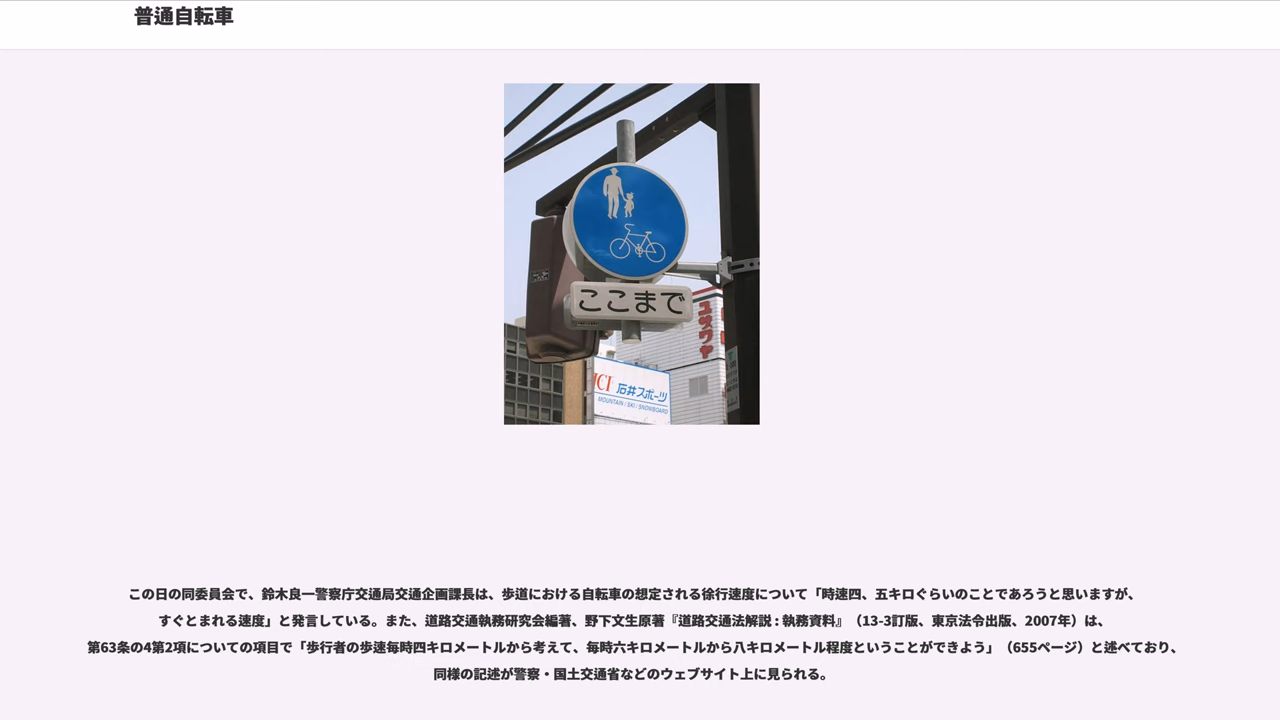 普通自転車
ここまで
ユザワヤ
ICI 石井スポーツ
MOUNTAIN / SKI / SNOWBOARD
この日の同委員会で、鈴木良一警察庁交通局交通企画課長は、歩道における自転車の想定される徐行速度について「時速四、五キロぐらいのことであろうと思いますが、
すぐとまれる速度」と発言している。また、道路交通執務研究会編著、野下文生原著『道路交通法解説 : 執務資料』（13-3訂版、東京法令出版、2007年）は、
第63条の4第2項についての項目で「歩行者の歩速毎時四キロメートルから考えて、毎時六キロメートルから八キロメートル程度ということができよう」（655ページ）と述べており、
同様の記述が警察・国土交通省などのウェブサイト上に見られる。